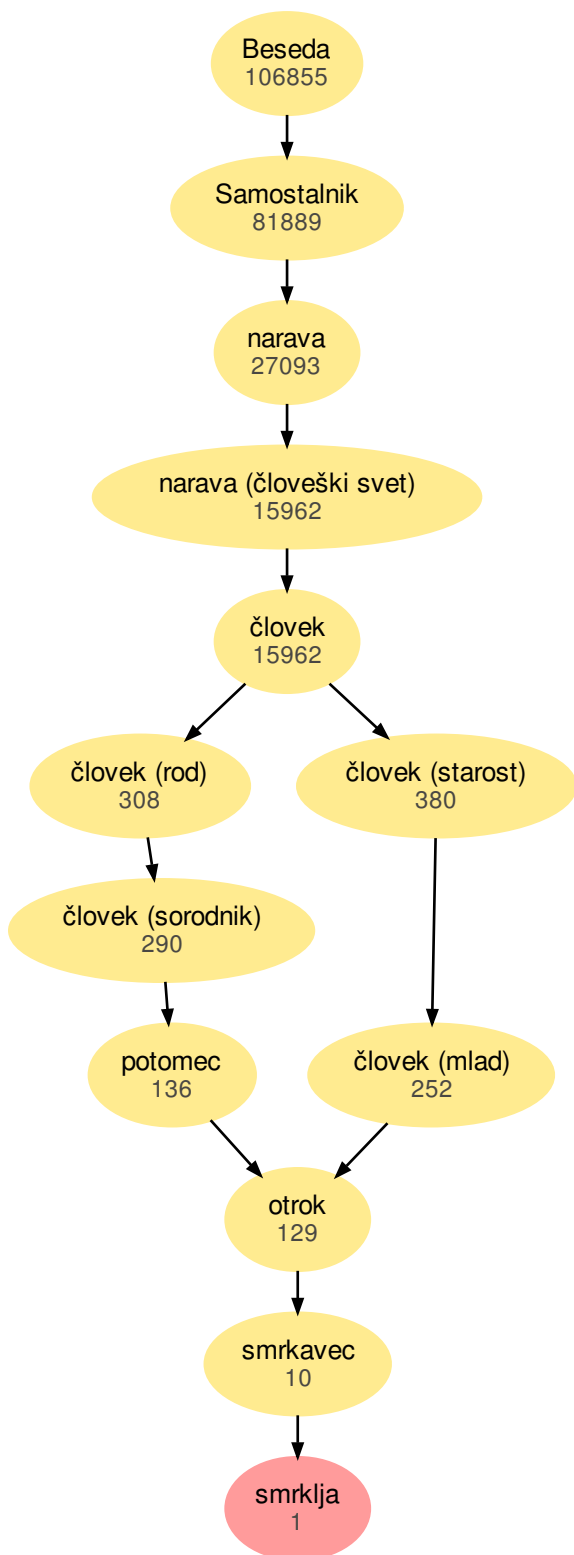 Beseda
106855
Samostalnik
81889
narava
27093
narava (človeški svet)
15962
človek
15962
človek (rod)
308
človek (starost)
380
človek (sorodnik)
290
potomec
136
človek (mlad)
252
otrok
129
smrkavec
10
smrklja
1